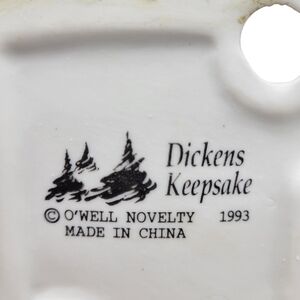 Dickens
Keepsake
© O'WELL NOVELTY 1993
MADE IN CHINA